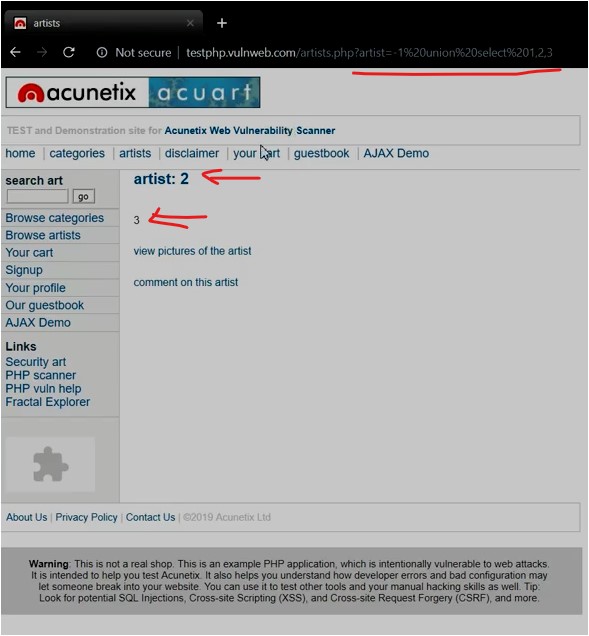 artists
Not secure | testphp.vulnweb.com/artists.php?artist=-1%20union%20select%201,2,3
acunetix acuart
TEST and Demonstration site for Acunetix Web Vulnerability Scanner
home | categories | artists | disclaimer | your cart | guestbook | AJAX Demo
search art
go
Browse categories
Browse artists
Your cart
Signup
Your profile
Our guestbook
AJAX Demo
Links
Security art
PHP scanner
PHP vuln help
Fractal Explorer
artist: 2
3
view pictures of the artist
comment on this artist
About Us | Privacy Policy | Contact Us | ©2019 Acunetix Ltd
Warning: This is not a real shop. This is an example PHP application, which is intentionally vulnerable to web attacks.
It is intended to help you test Acunetix. It also helps you understand how developer errors and bad configuration may
let someone break into your website. You can use it to test other tools and your manual hacking skills as well. Tip:
Look for potential SQL Injections, Cross-site Scripting (XSS), and Cross-site Request Forgery (CSRF), and more.